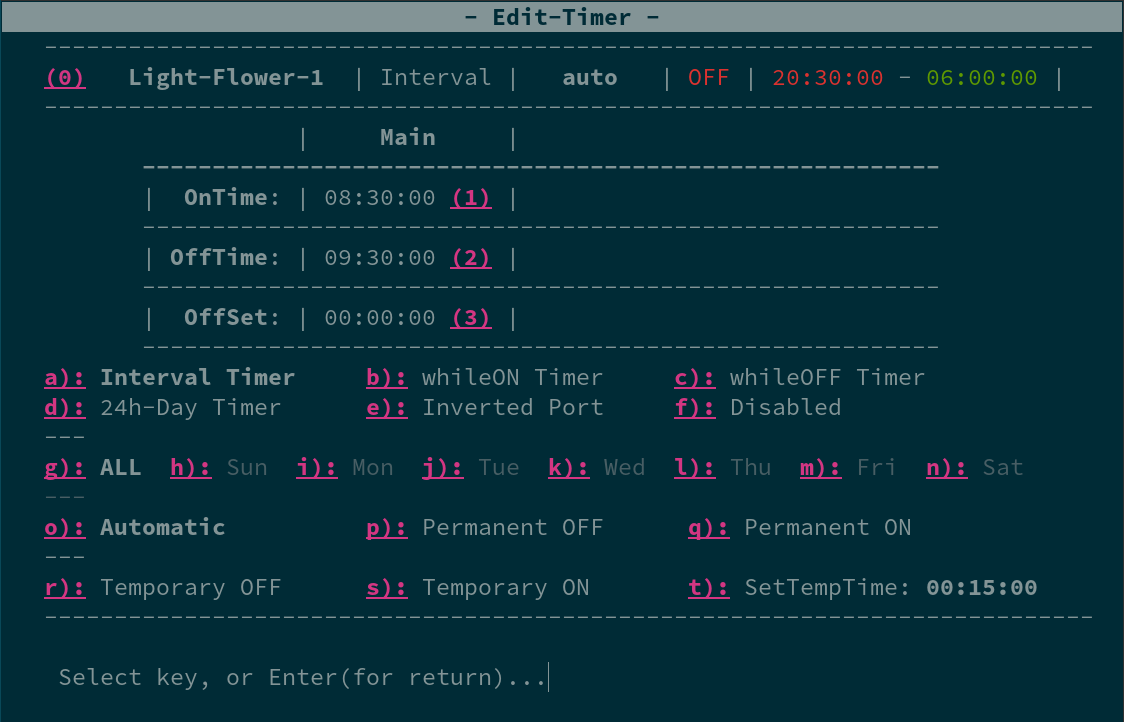 - Edit-Timer -
---------------------------------------------------------------------------
(0)   Light-Flower-1  | Interval |   auto   | OFF | 20:30:00 - 06:00:00 |
---------------------------------------------------------------------------
|     Main     |
---------------------------------------------------------
|  OnTime: | 08:30:00 (1) |
---------------------------------------------------------
| OffTime: | 09:30:00 (2) |
---------------------------------------------------------
|  OffSet: | 00:00:00 (3) |
---------------------------------------------------------
a): Interval Timer     b): whileON Timer     c): whileOFF Timer
d): 24h-Day Timer      e): Inverted Port     f): Disabled
---
g): ALL  h): Sun  i): Mon  j): Tue  k): Wed  l): Thu  m): Fri  n): Sat
---
o): Automatic          p): Permanent OFF      q): Permanent ON
---
r): Temporary OFF      s): Temporary ON       t): SetTempTime: 00:15:00
---------------------------------------------------------------------------
Select key, or Enter(for return)...